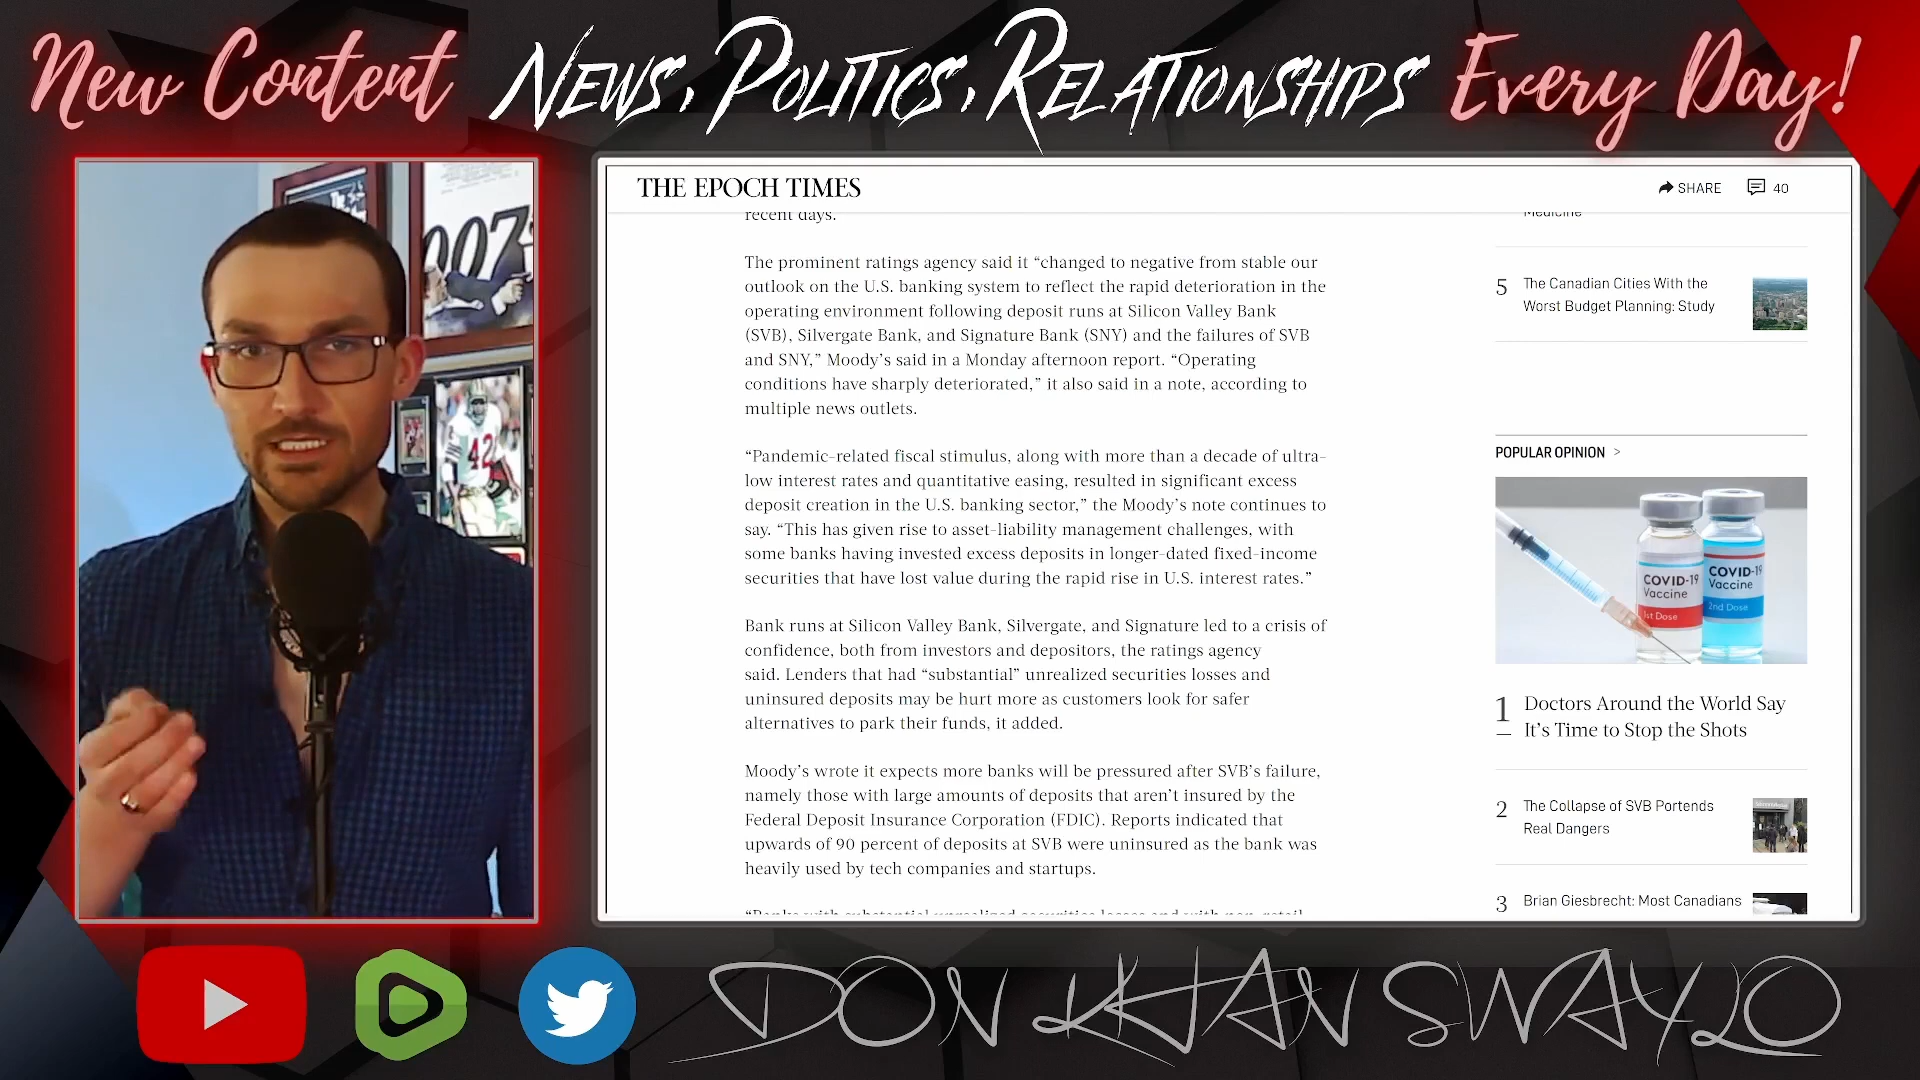 New Content News, Politics, Relationships Every Day!
007
42
THE EPOCH TIMES
SHARE
40
recent days.
The prominent ratings agency said it “changed to negative from stable our
outlook on the U.S. banking system to reflect the rapid deterioration in the
operating environment following deposit runs at Silicon Valley Bank
(SVB), Silvergate Bank, and Signature Bank (SNY) and the failures of SVB
and SNY,” Moody’s said in a Monday afternoon report. “Operating
conditions have sharply deteriorated,” it also said in a note, according to
multiple news outlets.
“Pandemic-related fiscal stimulus, along with more than a decade of ultra-
low interest rates and quantitative easing, resulted in significant excess
deposit creation in the U.S. banking sector,” the Moody’s note continues to
say. “This has given rise to asset-liability management challenges, with
some banks having invested excess deposits in longer-dated fixed-income
securities that have lost value during the rapid rise in U.S. interest rates.”
Bank runs at Silicon Valley Bank, Silvergate, and Signature led to a crisis of
confidence, both from investors and depositors, the ratings agency
said. Lenders that had “substantial” unrealized securities losses and
uninsured deposits may be hurt more as customers look for safer
alternatives to park their funds, it added.
Moody’s wrote it expects more banks will be pressured after SVB’s failure,
namely those with large amounts of deposits that aren’t insured by the
Federal Deposit Insurance Corporation (FDIC). Reports indicated that
upwards of 90 percent of deposits at SVB were uninsured as the bank was
heavily used by tech companies and startups.
“Banks with substantial unrealized securities losses and with non-retail
Medicine
5 The Canadian Cities With the
Worst Budget Planning: Study
POPULAR OPINION >
COVID-19
Vaccine
1st Dose
COVID-19
Vaccine
2nd Dose
1 Doctors Around the World Say
It’s Time to Stop the Shots
2 The Collapse of SVB Portends
Real Dangers
3 Brian Giesbrecht: Most Canadians
DON KHAN SWAYLO